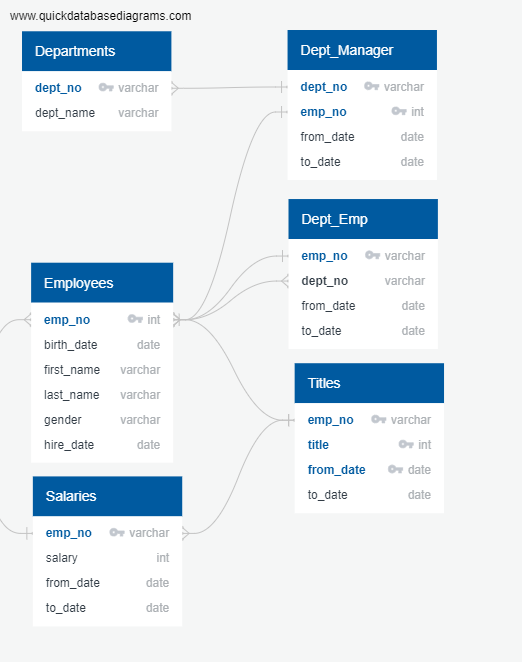 www.quickdatabasediagrams.com
Departments
dept_no varchar
dept_name varchar
Dept_Manager
dept_no varchar
emp_no int
from_date date
to_date date
Dept_Emp
emp_no varchar
dept_no varchar
from_date date
to_date date
Employees
emp_no int
birth_date date
first_name varchar
last_name varchar
gender varchar
hire_date date
Titles
emp_no varchar
title int
from_date date
to_date date
Salaries
emp_no varchar
salary int
from_date date
to_date date